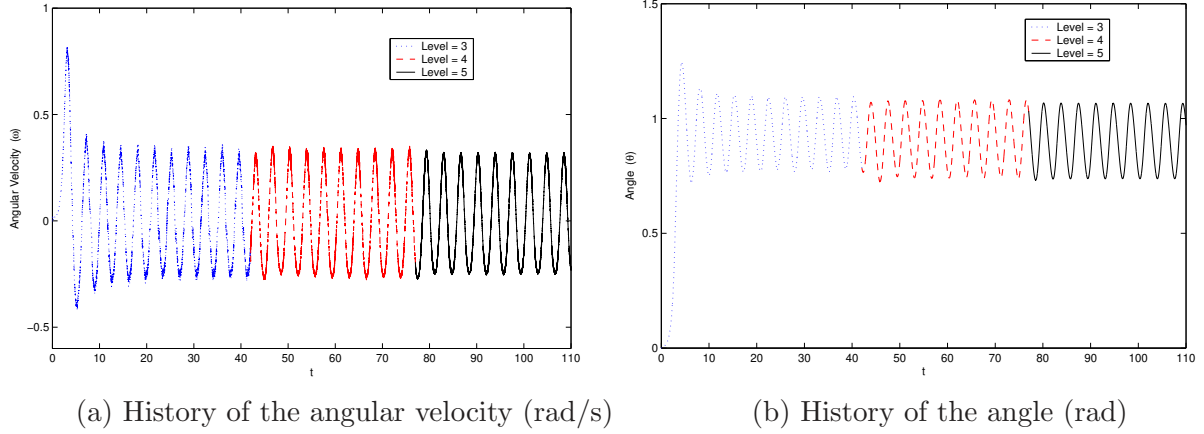 1
0.5
0
−0.5
Angular Velocity (ω)
0 10 20 30 40 50 60 70 80 90 100 110
t
Level = 3
Level = 4
Level = 5
(a) History of the angular velocity (rad/s)
1.5
1
0.5
0
Angle (θ)
0 10 20 30 40 50 60 70 80 90 100 110
t
Level = 3
Level = 4
Level = 5
(b) History of the angle (rad)